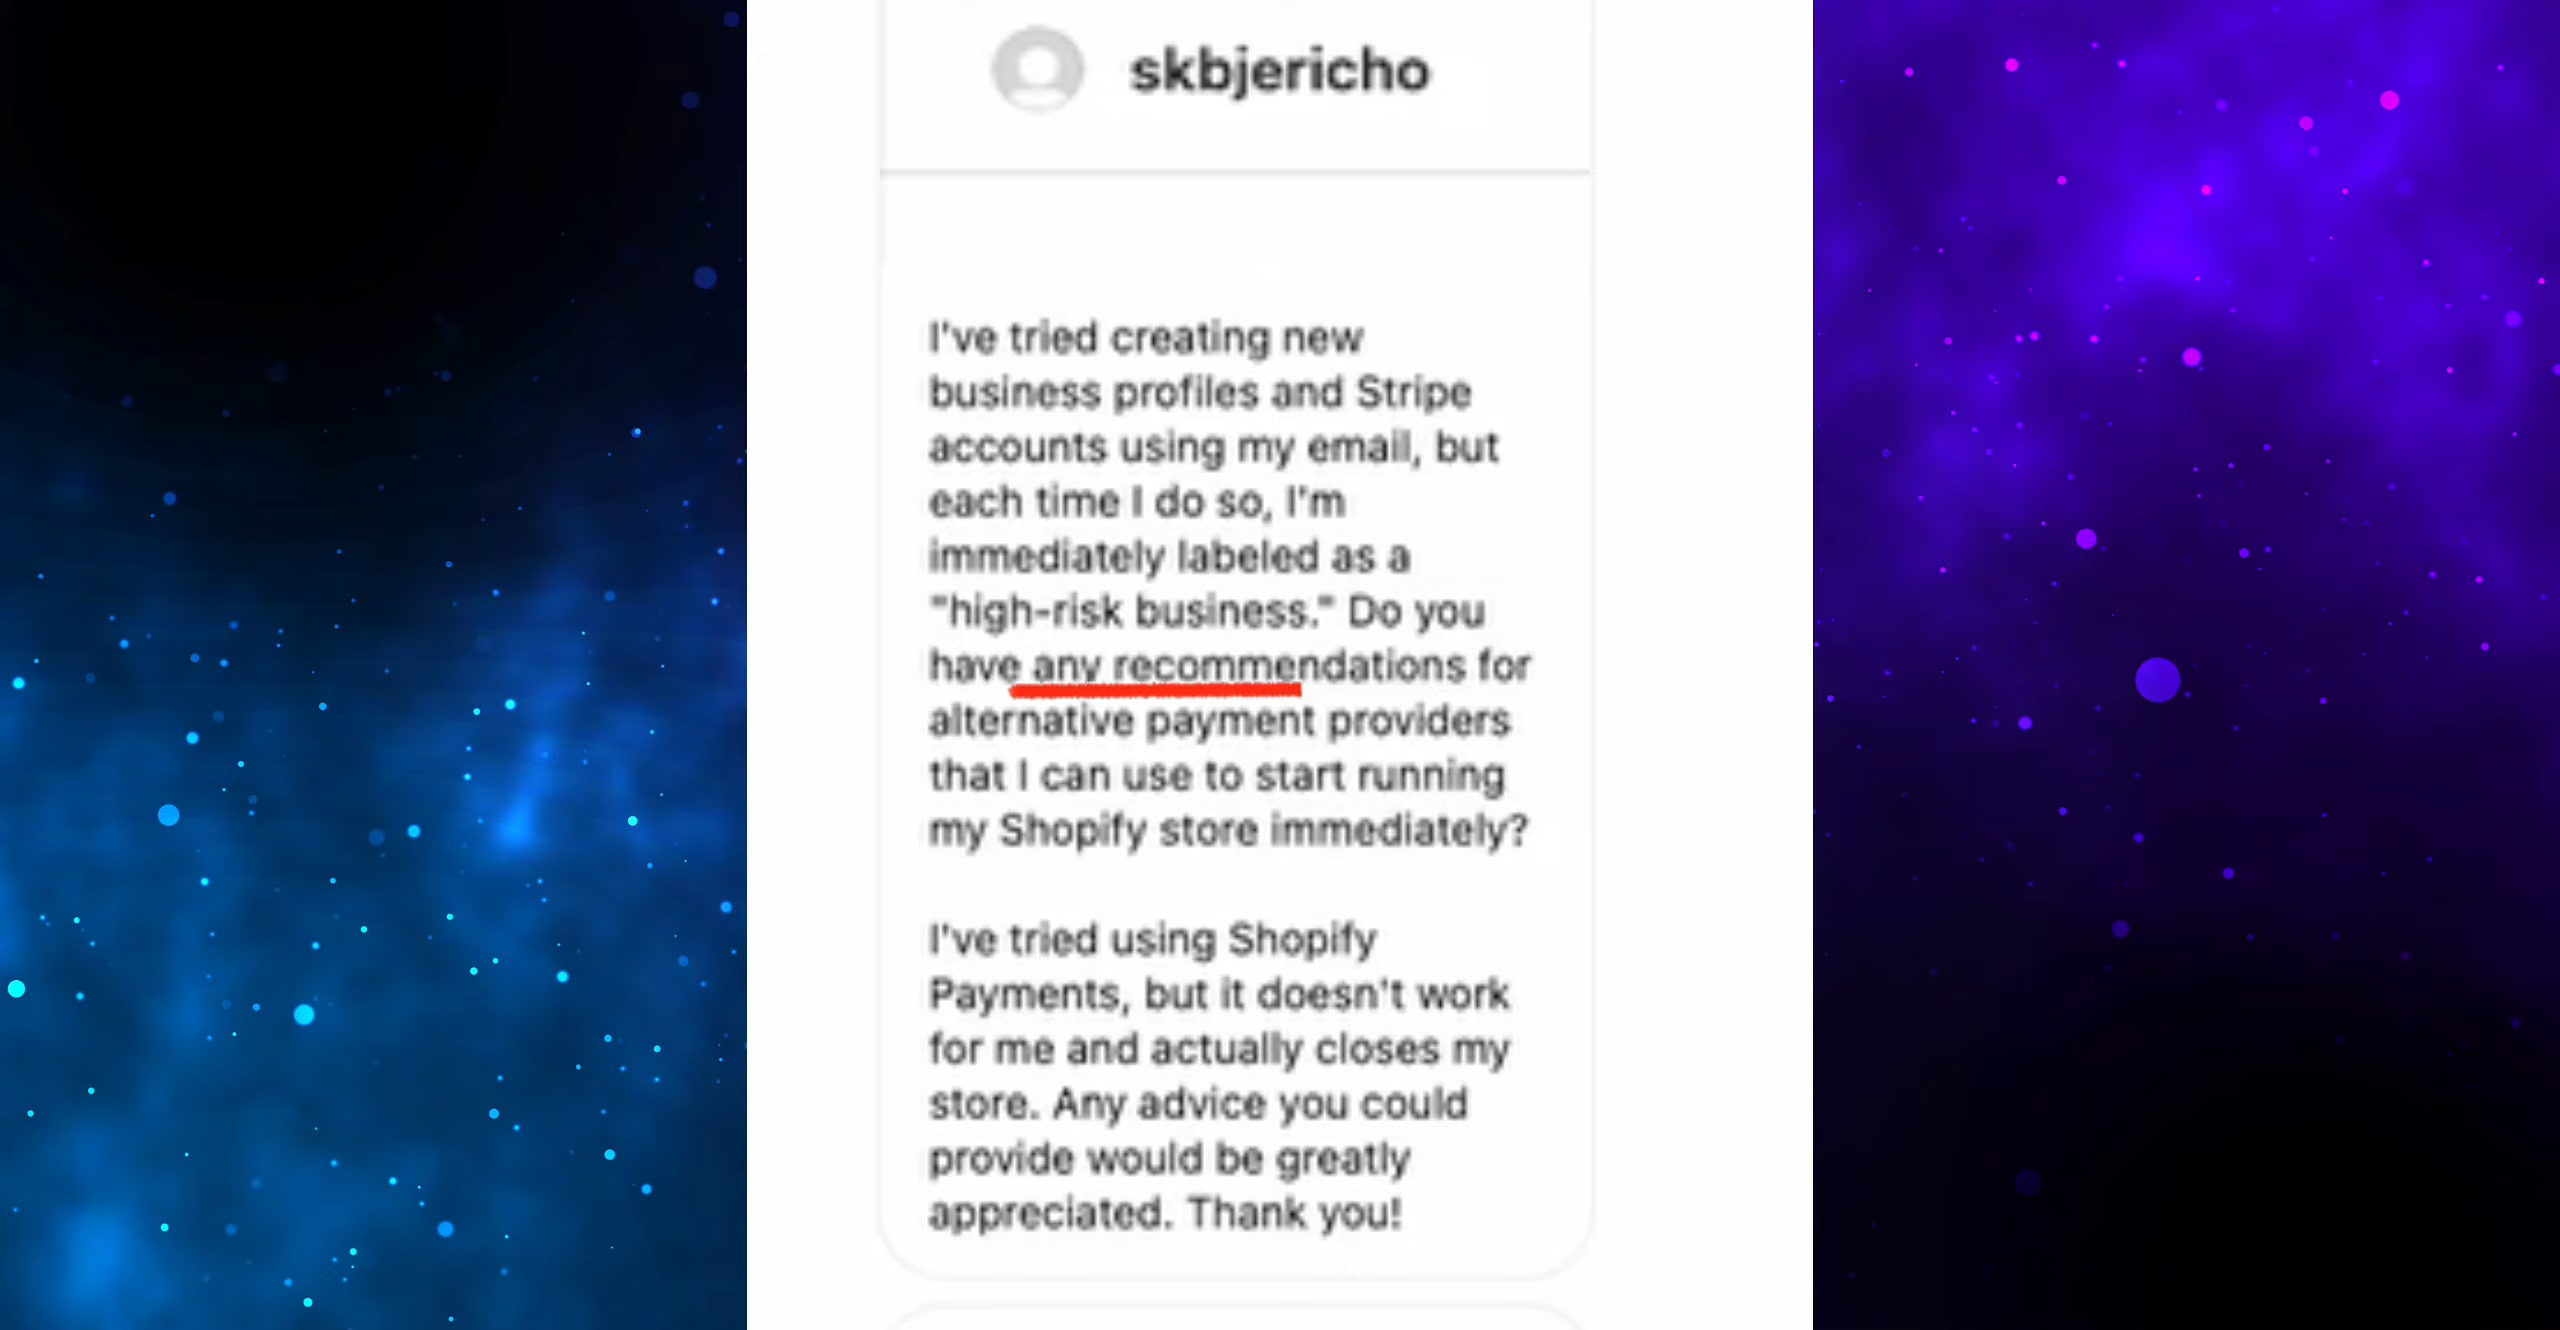 skbjericho
I've tried creating new
business profiles and Stripe
accounts using my email, but
each time I do so, I'm
immediately labeled as a
"high-risk business." Do you
have any recommendations for
alternative payment providers
that I can use to start running
my Shopify store immediately?
I've tried using Shopify
Payments, but it doesn't work
for me and actually closes my
store. Any advice you could
provide would be greatly
appreciated. Thank you!